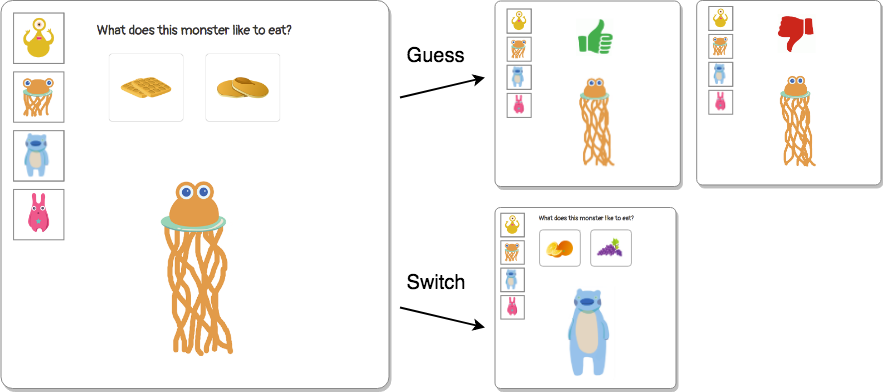 What does this monster like to eat?
Guess
Switch
What does this monster like to eat?